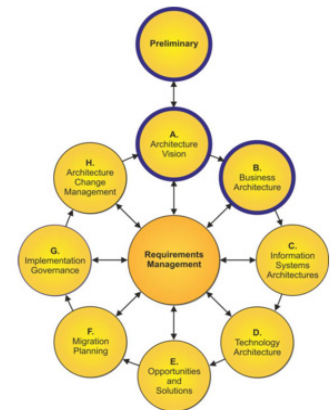 Preliminary
A.
Architecture
Vision
H.
Architecture
Change
Management
B.
Business
Architecture
G.
Implementation
Governance
Requirements
Management
C.
Information
Systems
Architectures
F.
Migration
Planning
D.
Technology
Architecture
E.
Opportunities
and
Solutions